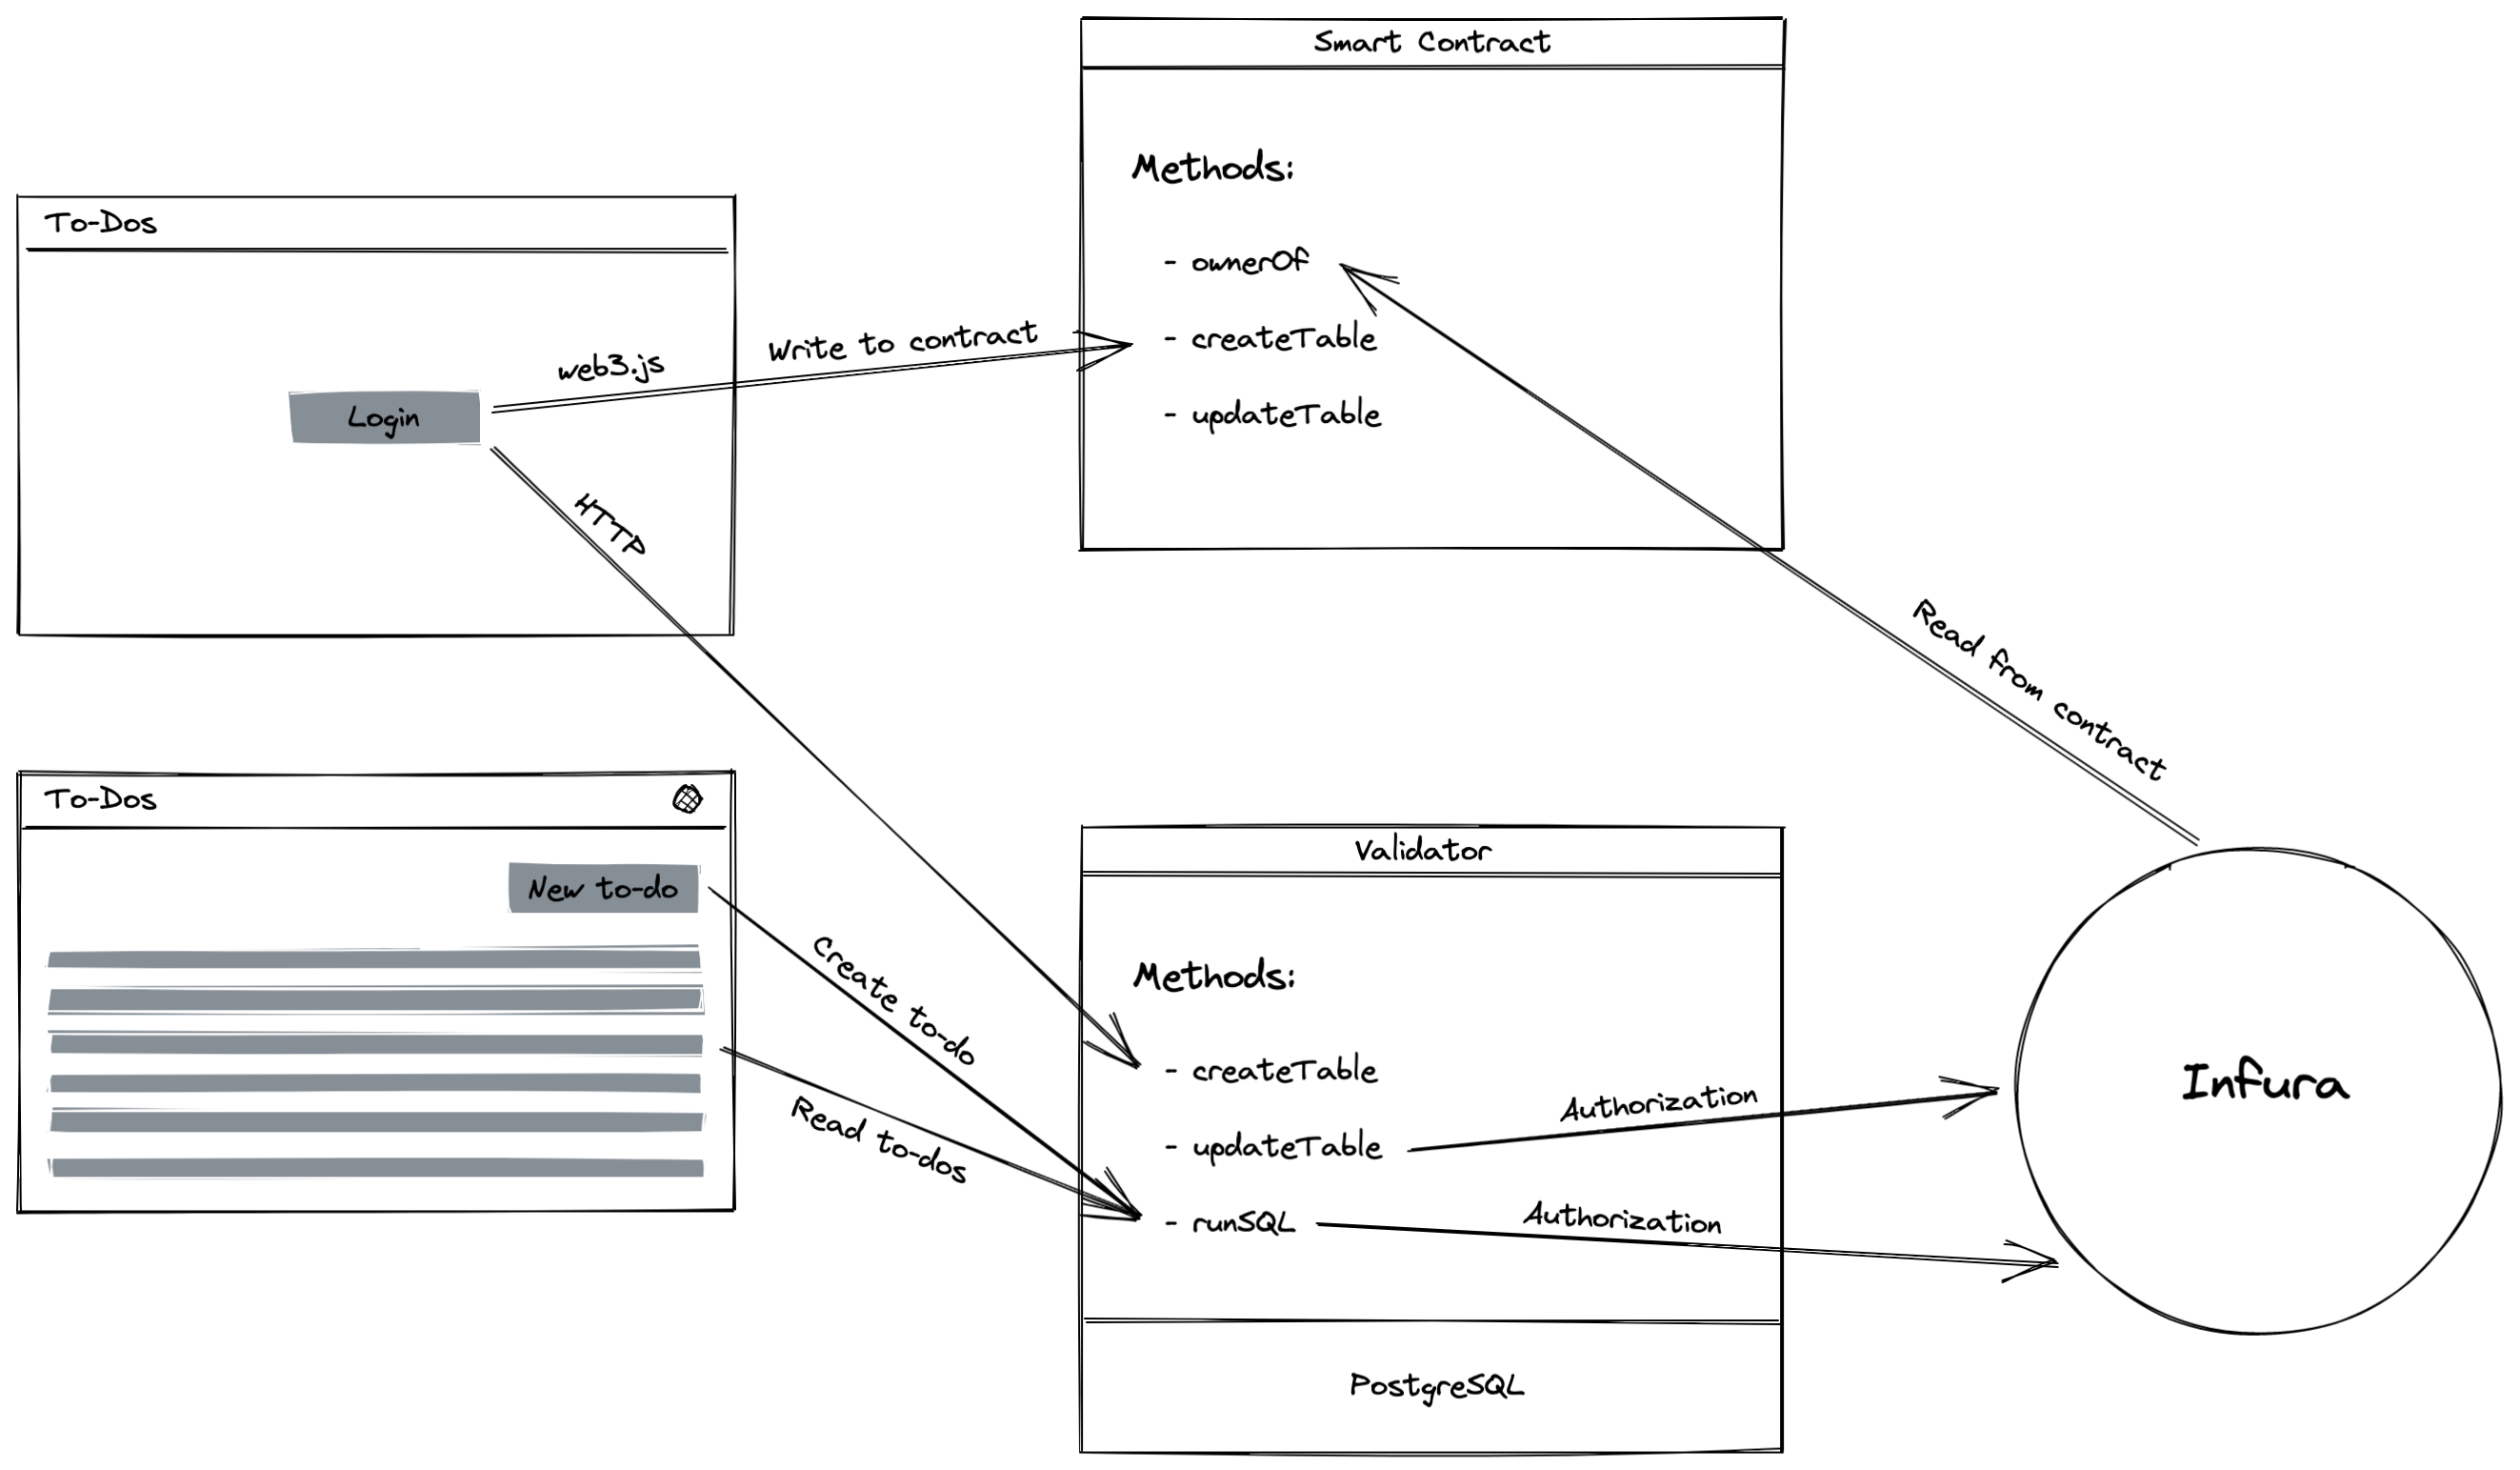 Smart Contract
Methods:
- ownerOf
- createTable
- updateTable
To-Dos
Login
web3.js
Write to contract
HTTP
Read from contract
To-Dos
New to-do
Create to-do
Read to-dos
Validator
Methods:
- createTable
- updateTable
- runSQL
Authorization
Authorization
PostgreSQL
Infura